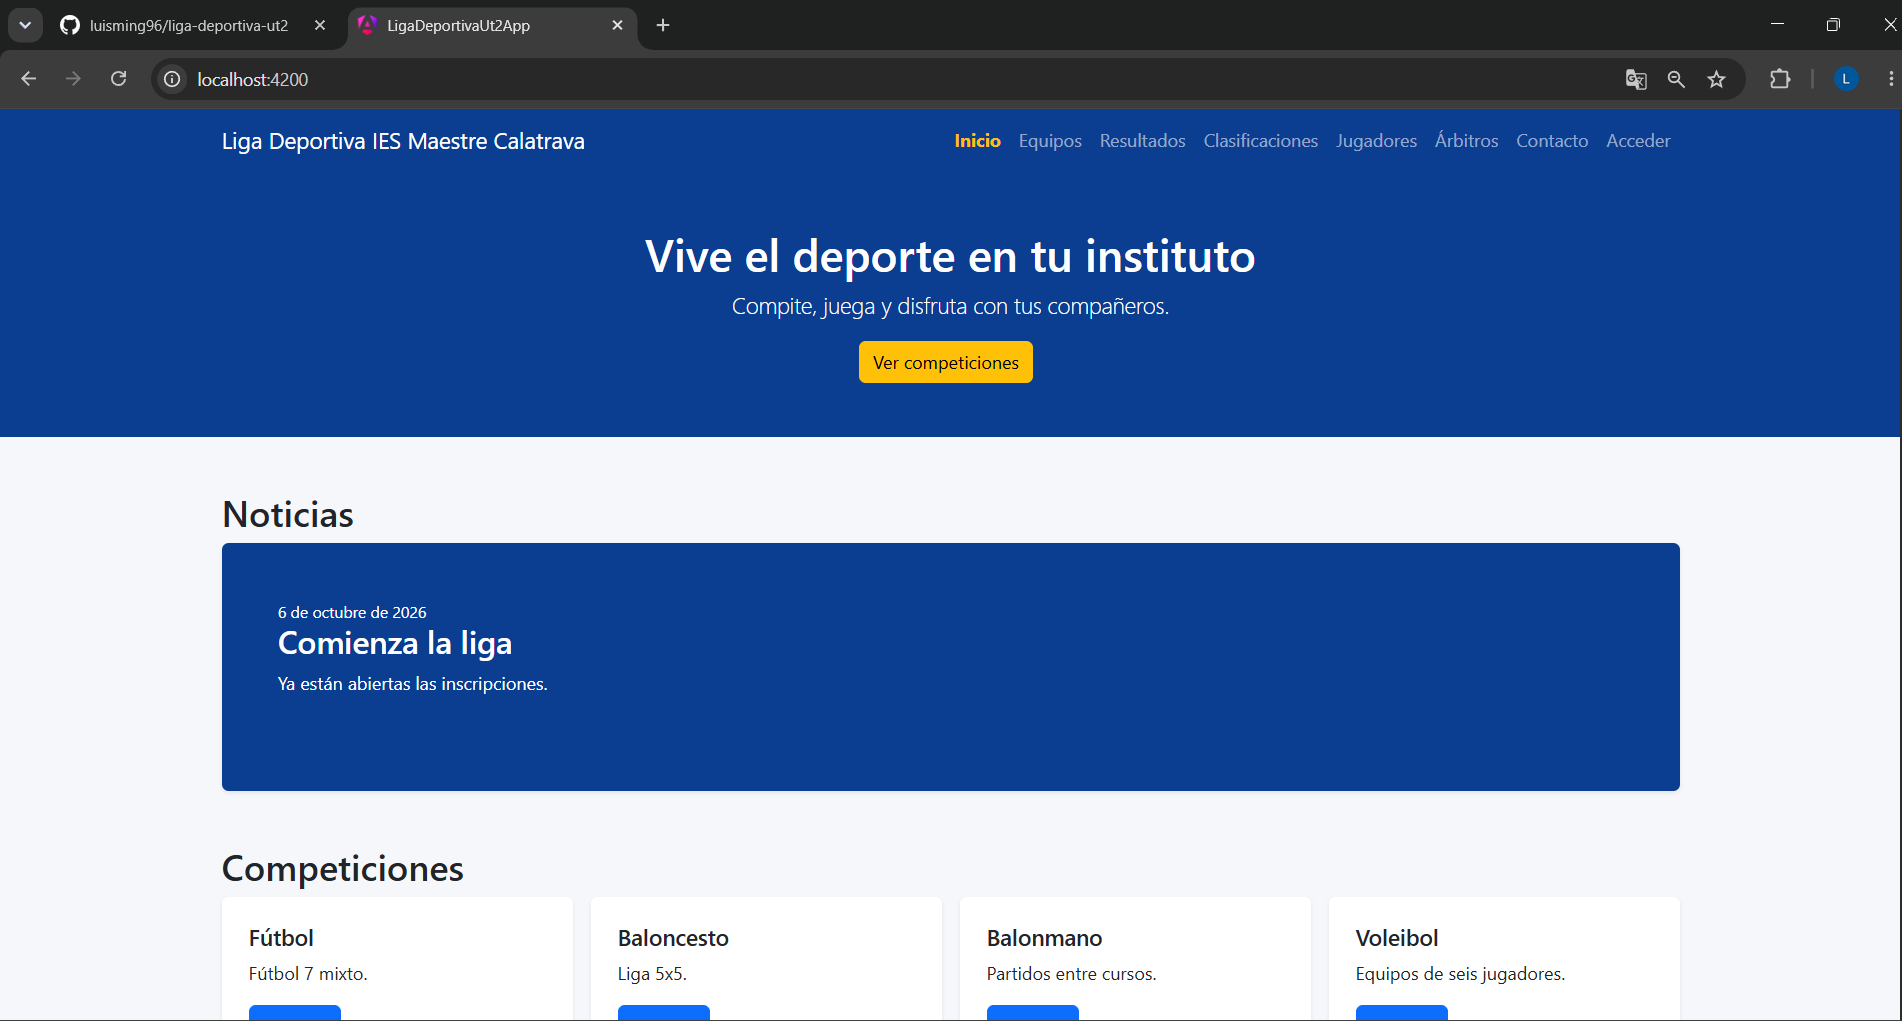 luisming96/liga-deportiva-ut2
LigaDeportivaUt2App
localhost:4200
L
Liga Deportiva IES Maestre Calatrava
Inicio Equipos Resultados Clasificaciones Jugadores Árbitros Contacto Acceder
Vive el deporte en tu instituto
Compite, juega y disfruta con tus compañeros.
Ver competiciones
Noticias
6 de octubre de 2026
Comienza la liga
Ya están abiertas las inscripciones.
Competiciones
Fútbol
Fútbol 7 mixto.
Baloncesto
Liga 5x5.
Balonmano
Partidos entre cursos.
Voleibol
Equipos de seis jugadores.